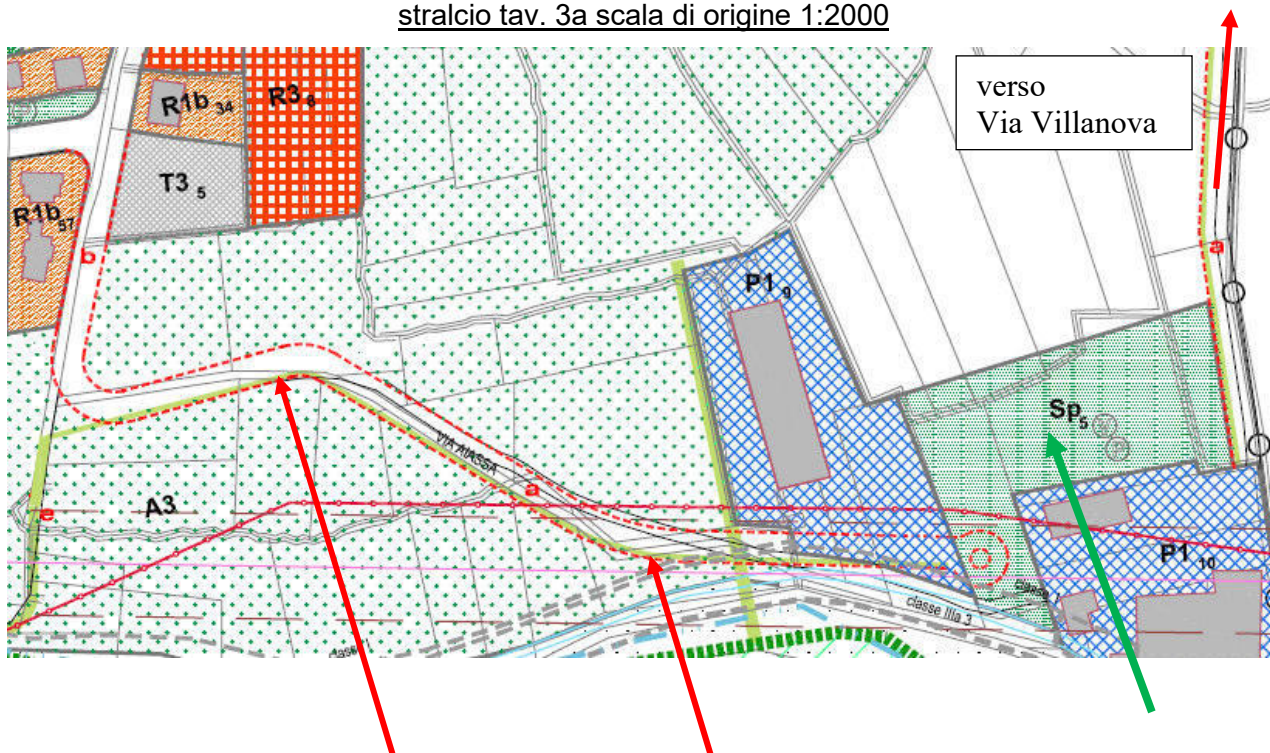 stralcio tav. 3a scala di origine 1:2000
verso
Via Villanova
R1b 34
R3 8
T3 5
R1b 57
b
a
P1 9
Sp 5
VIA AIASSA
a
A3
e
P1 10
classe IIIa 3